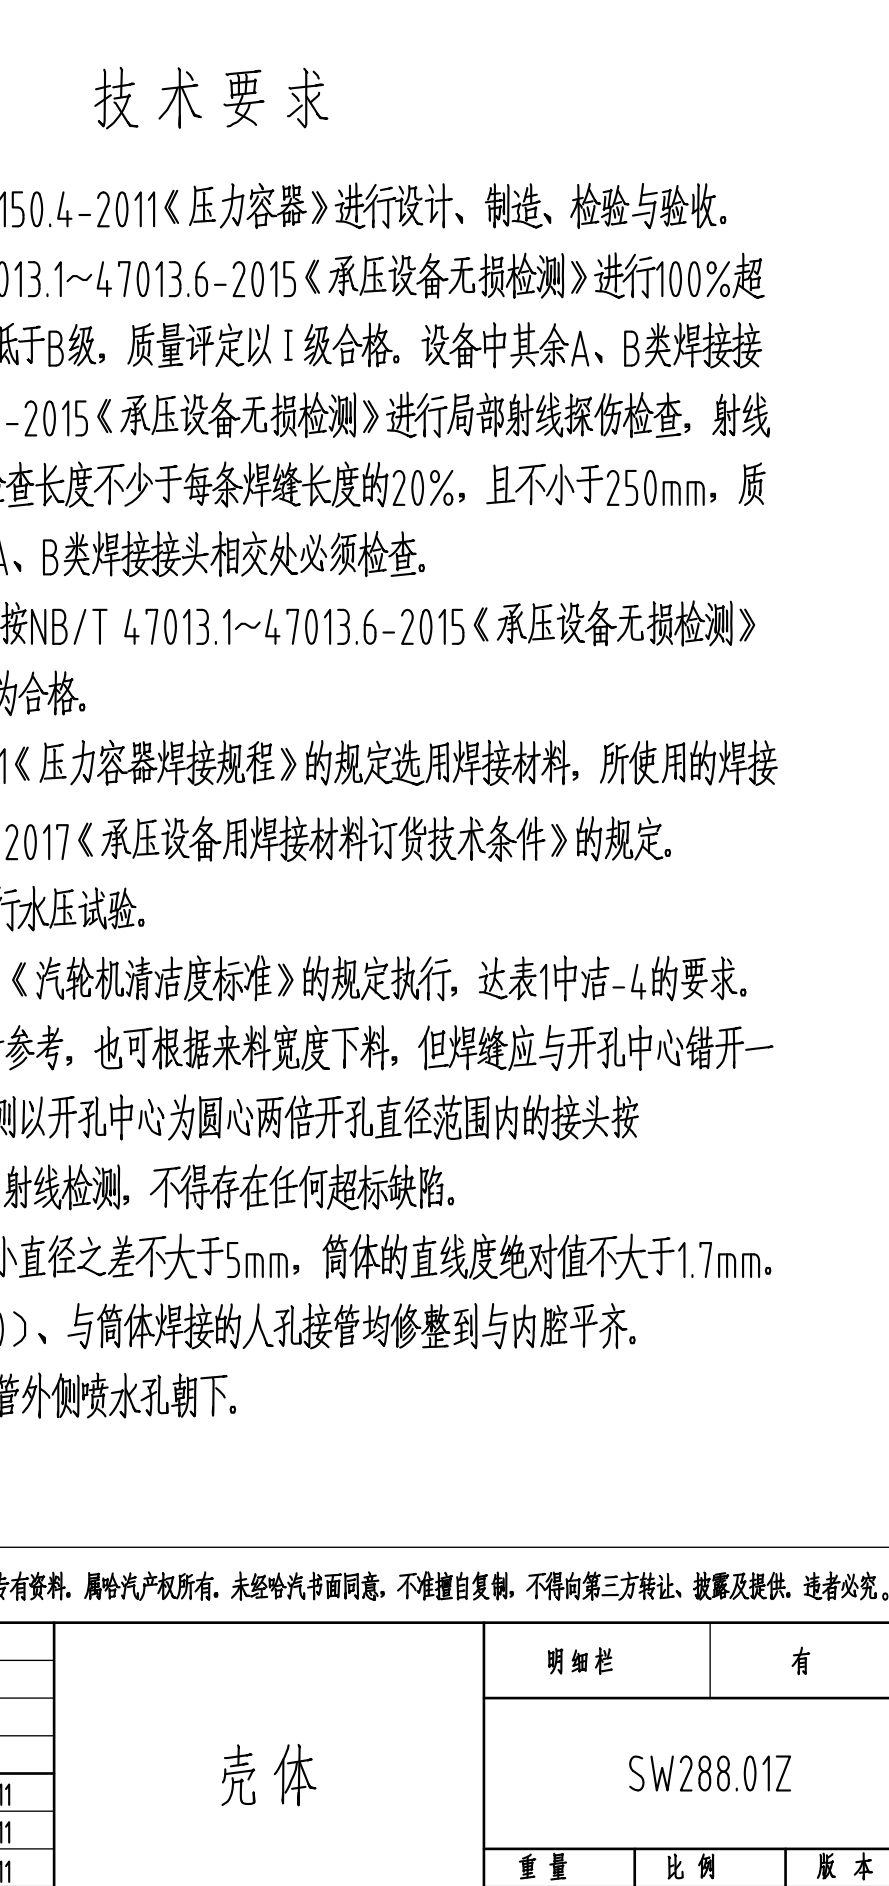 技术要求
150.4-2011《压力容器》进行设计、制造、检验与验收。
013.1~47013.6-2015《承压设备无损检测》进行100%超
低于B级，质量评定以Ⅰ级合格。设备中其余A、B类焊接接
-2015《承压设备无损检测》进行局部射线探伤检查，射线
检查长度不少于每条焊缝长度的20%，且不小于250mm，质
A、B类焊接接头相交处必须检查。
按NB/T 47013.1~47013.6-2015《承压设备无损检测》
为合格。
1《压力容器焊接规程》的规定选用焊接材料，所使用的焊接
2017《承压设备用焊接材料订货技术条件》的规定。
行水压试验。
《汽轮机清洁度标准》的规定执行，达表1中洁-4的要求。
参考，也可根据来料宽度下料，但焊缝应与开孔中心错开一
则以开孔中心为圆心两倍开孔直径范围内的接头按
射线检测，不得存在任何超标缺陷。
小直径之差不大于5mm，筒体的直线度绝对值不大于1.7mm。
)、与筒体焊接的人孔接管均修整到与内腔平齐。
管外侧喷水孔朝下。
专有资料．属哈汽产权所有．未经哈汽书面同意，不准擅自复制，不得向第三方转让、披露及提供．违者必究。
明细栏 有
壳体
SW288.01Z
11
11
11
重量 比例 版本